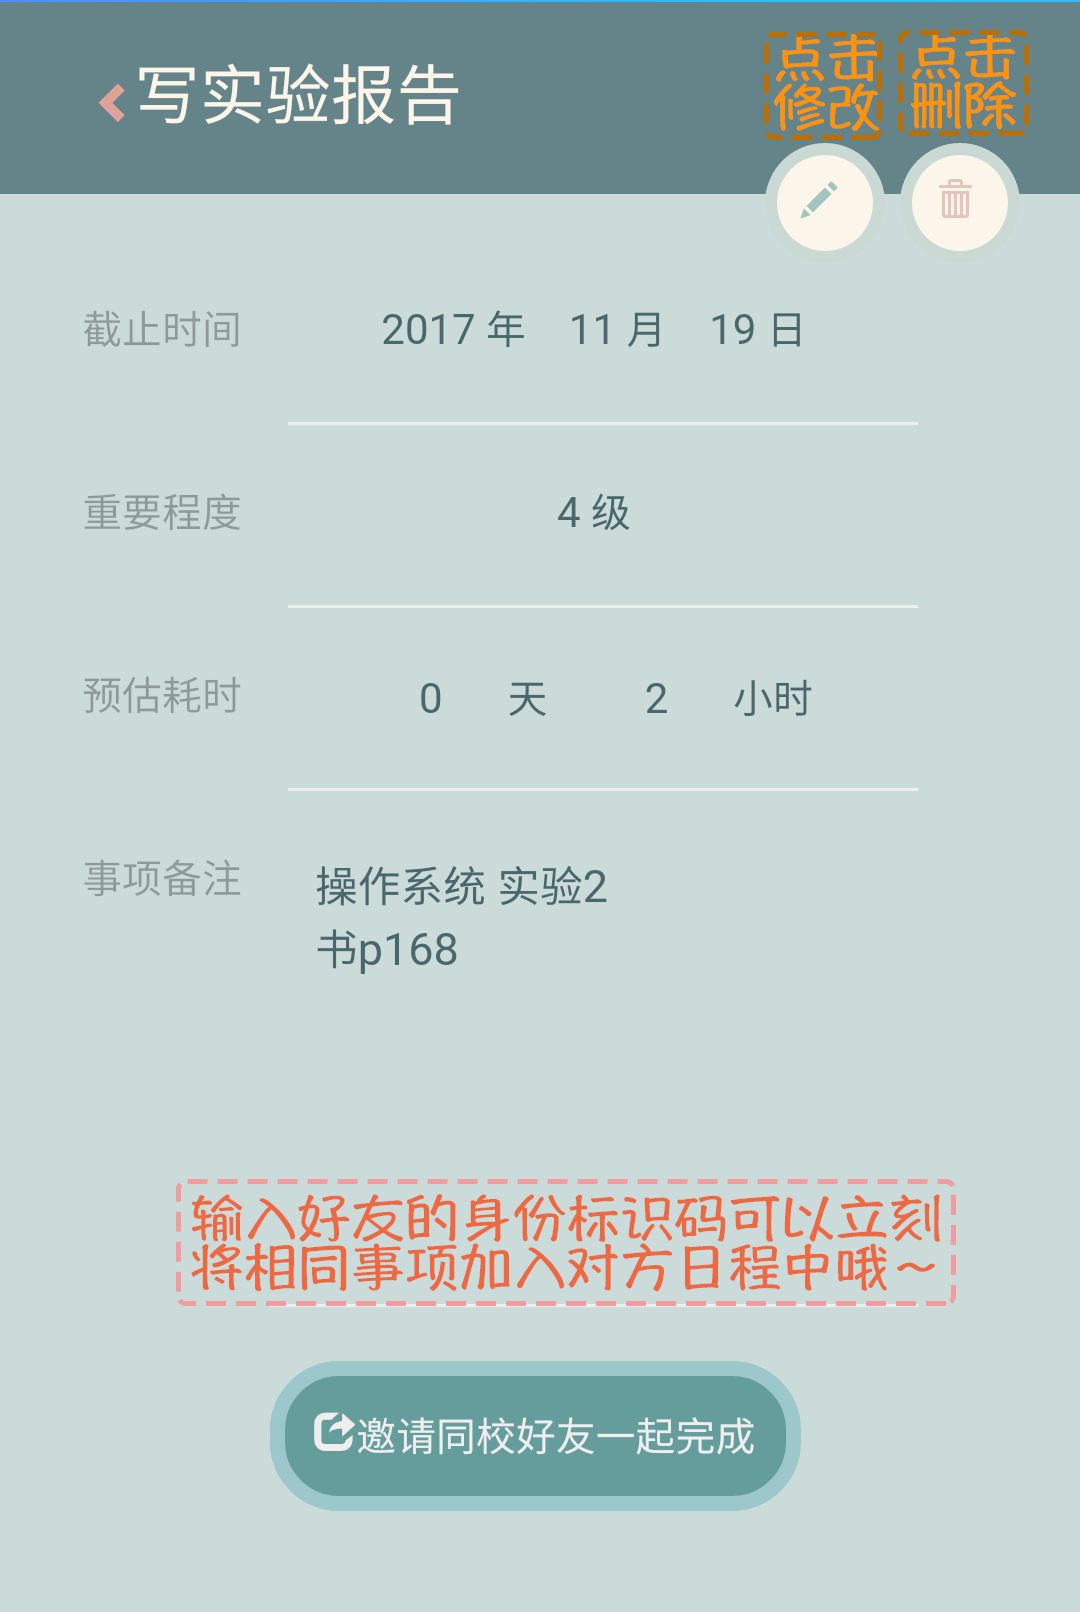 写实验报告
点击
修改
点击
删除
截止时间 2017 年 11 月 19 日
重要程度 4 级
预估耗时 0 天 2 小时
事项备注 操作系统 实验2
书p168
输入好友的身份标识码可以立刻
将相同事项加入对方日程中哦～
邀请同校好友一起完成